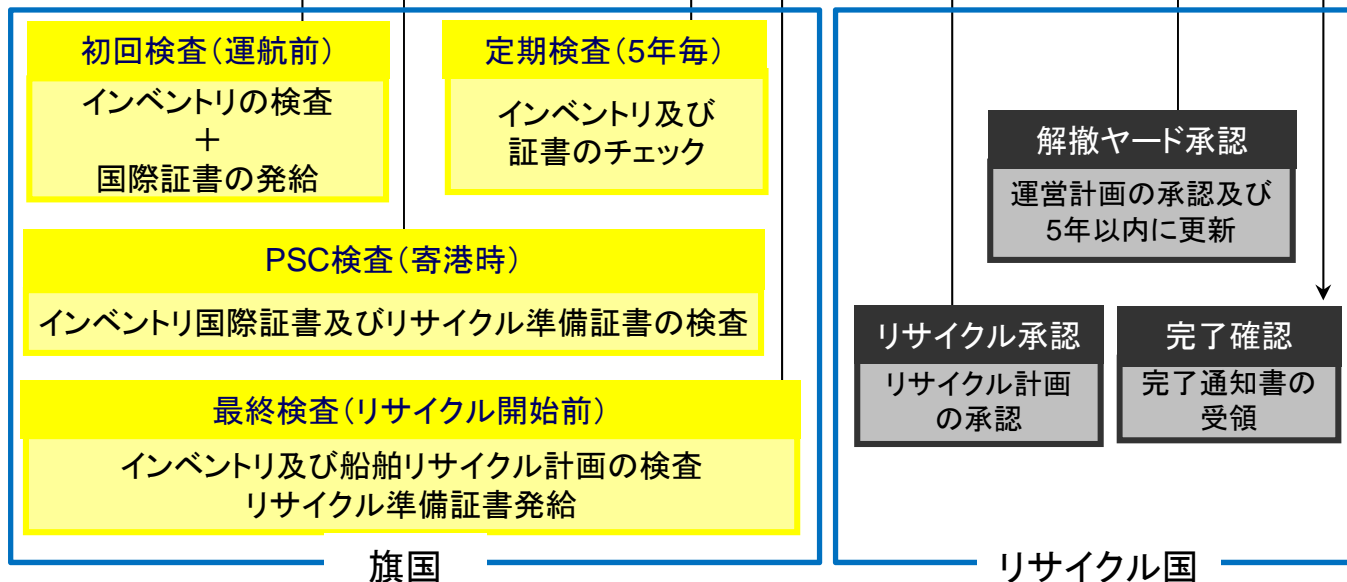 初回検査(運航前)
インベントリの検査
＋
国際証書の発給
定期検査(5年毎)
インベントリ及び
証書のチェック
PSC検査(寄港時)
インベントリ国際証書及びリサイクル準備証書の検査
最終検査(リサイクル開始前)
インベントリ及び船舶リサイクル計画の検査
リサイクル準備証書発給
旗国
解撤ヤード承認
運営計画の承認及び
5年以内に更新
リサイクル承認
リサイクル計画
の承認
完了確認
完了通知書の
受領
リサイクル国